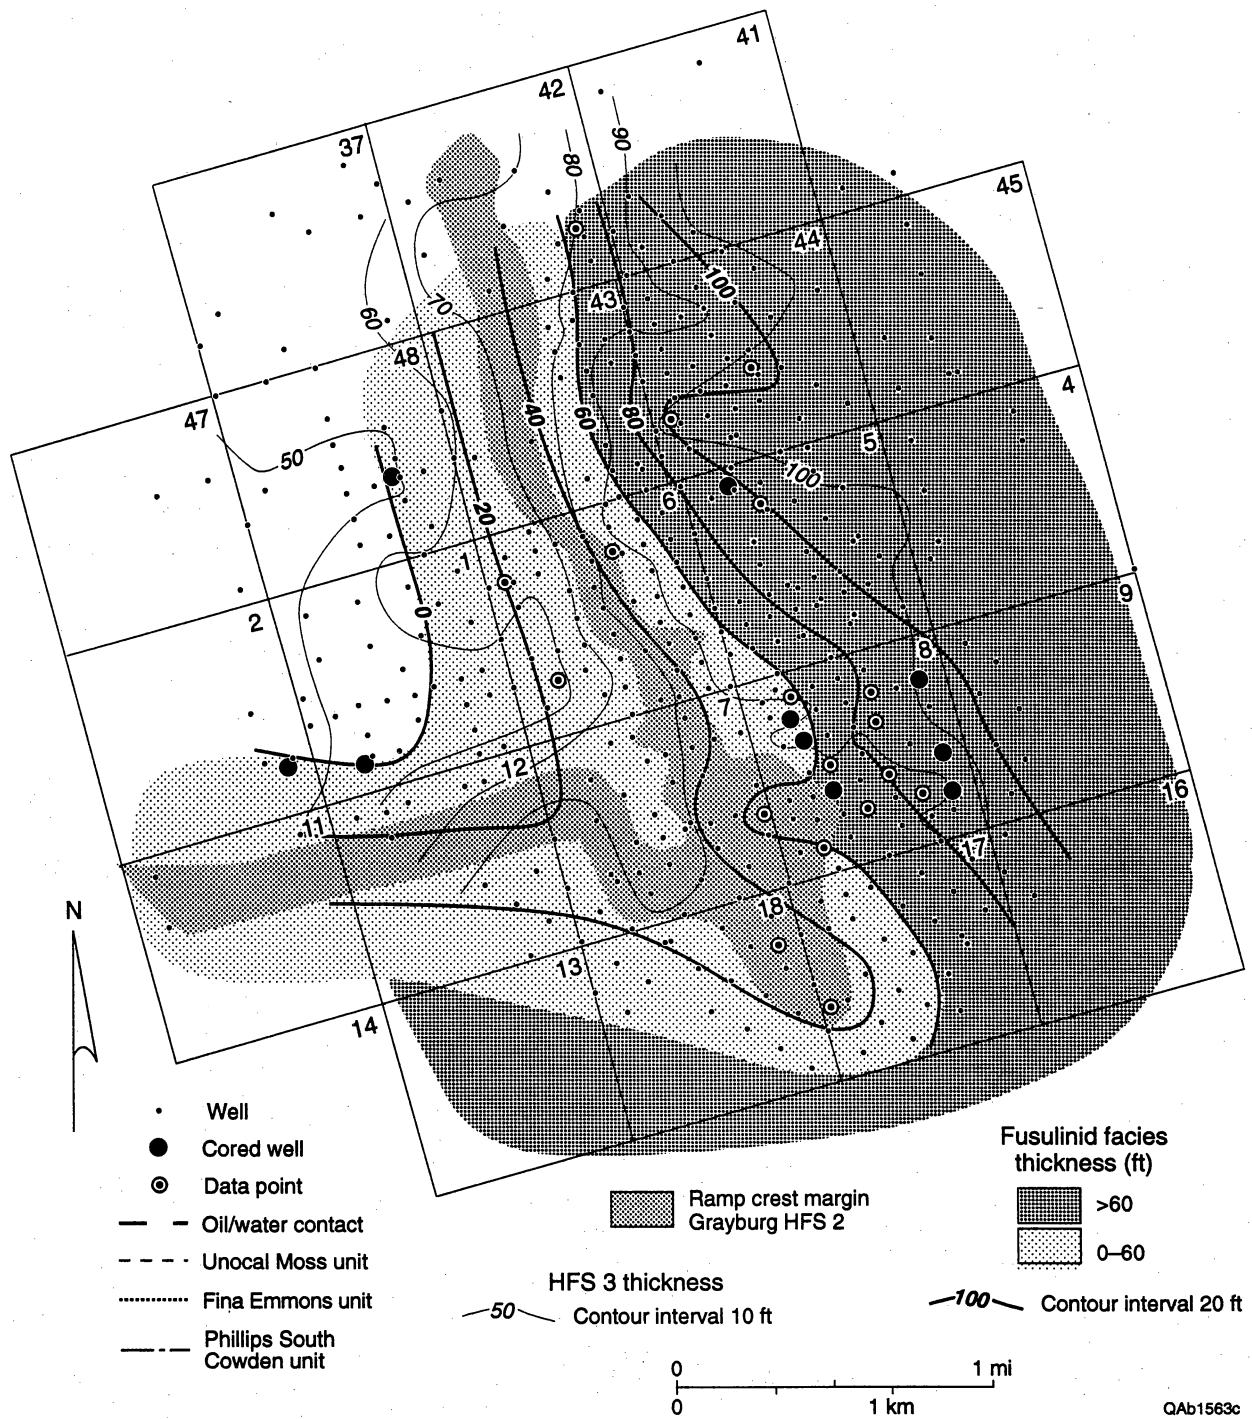 41
42
37
90
80
45
44
100
43
70
60
48
4
47
40
60
80
5
50
100
6
20
1
9
0
2
8
7
12
16
11
17
N
18
13
14
Well
Cored well
Data point
Oil/water contact
Unocal Moss unit
Fina Emmons unit
Phillips South
Cowden unit
Ramp crest margin
Grayburg HFS 2
Fusulinid facies
thickness (ft)
>60
0–60
HFS 3 thickness
50 Contour interval 10 ft
100 Contour interval 20 ft
0 1 mi
0 1 km
QAb1563c